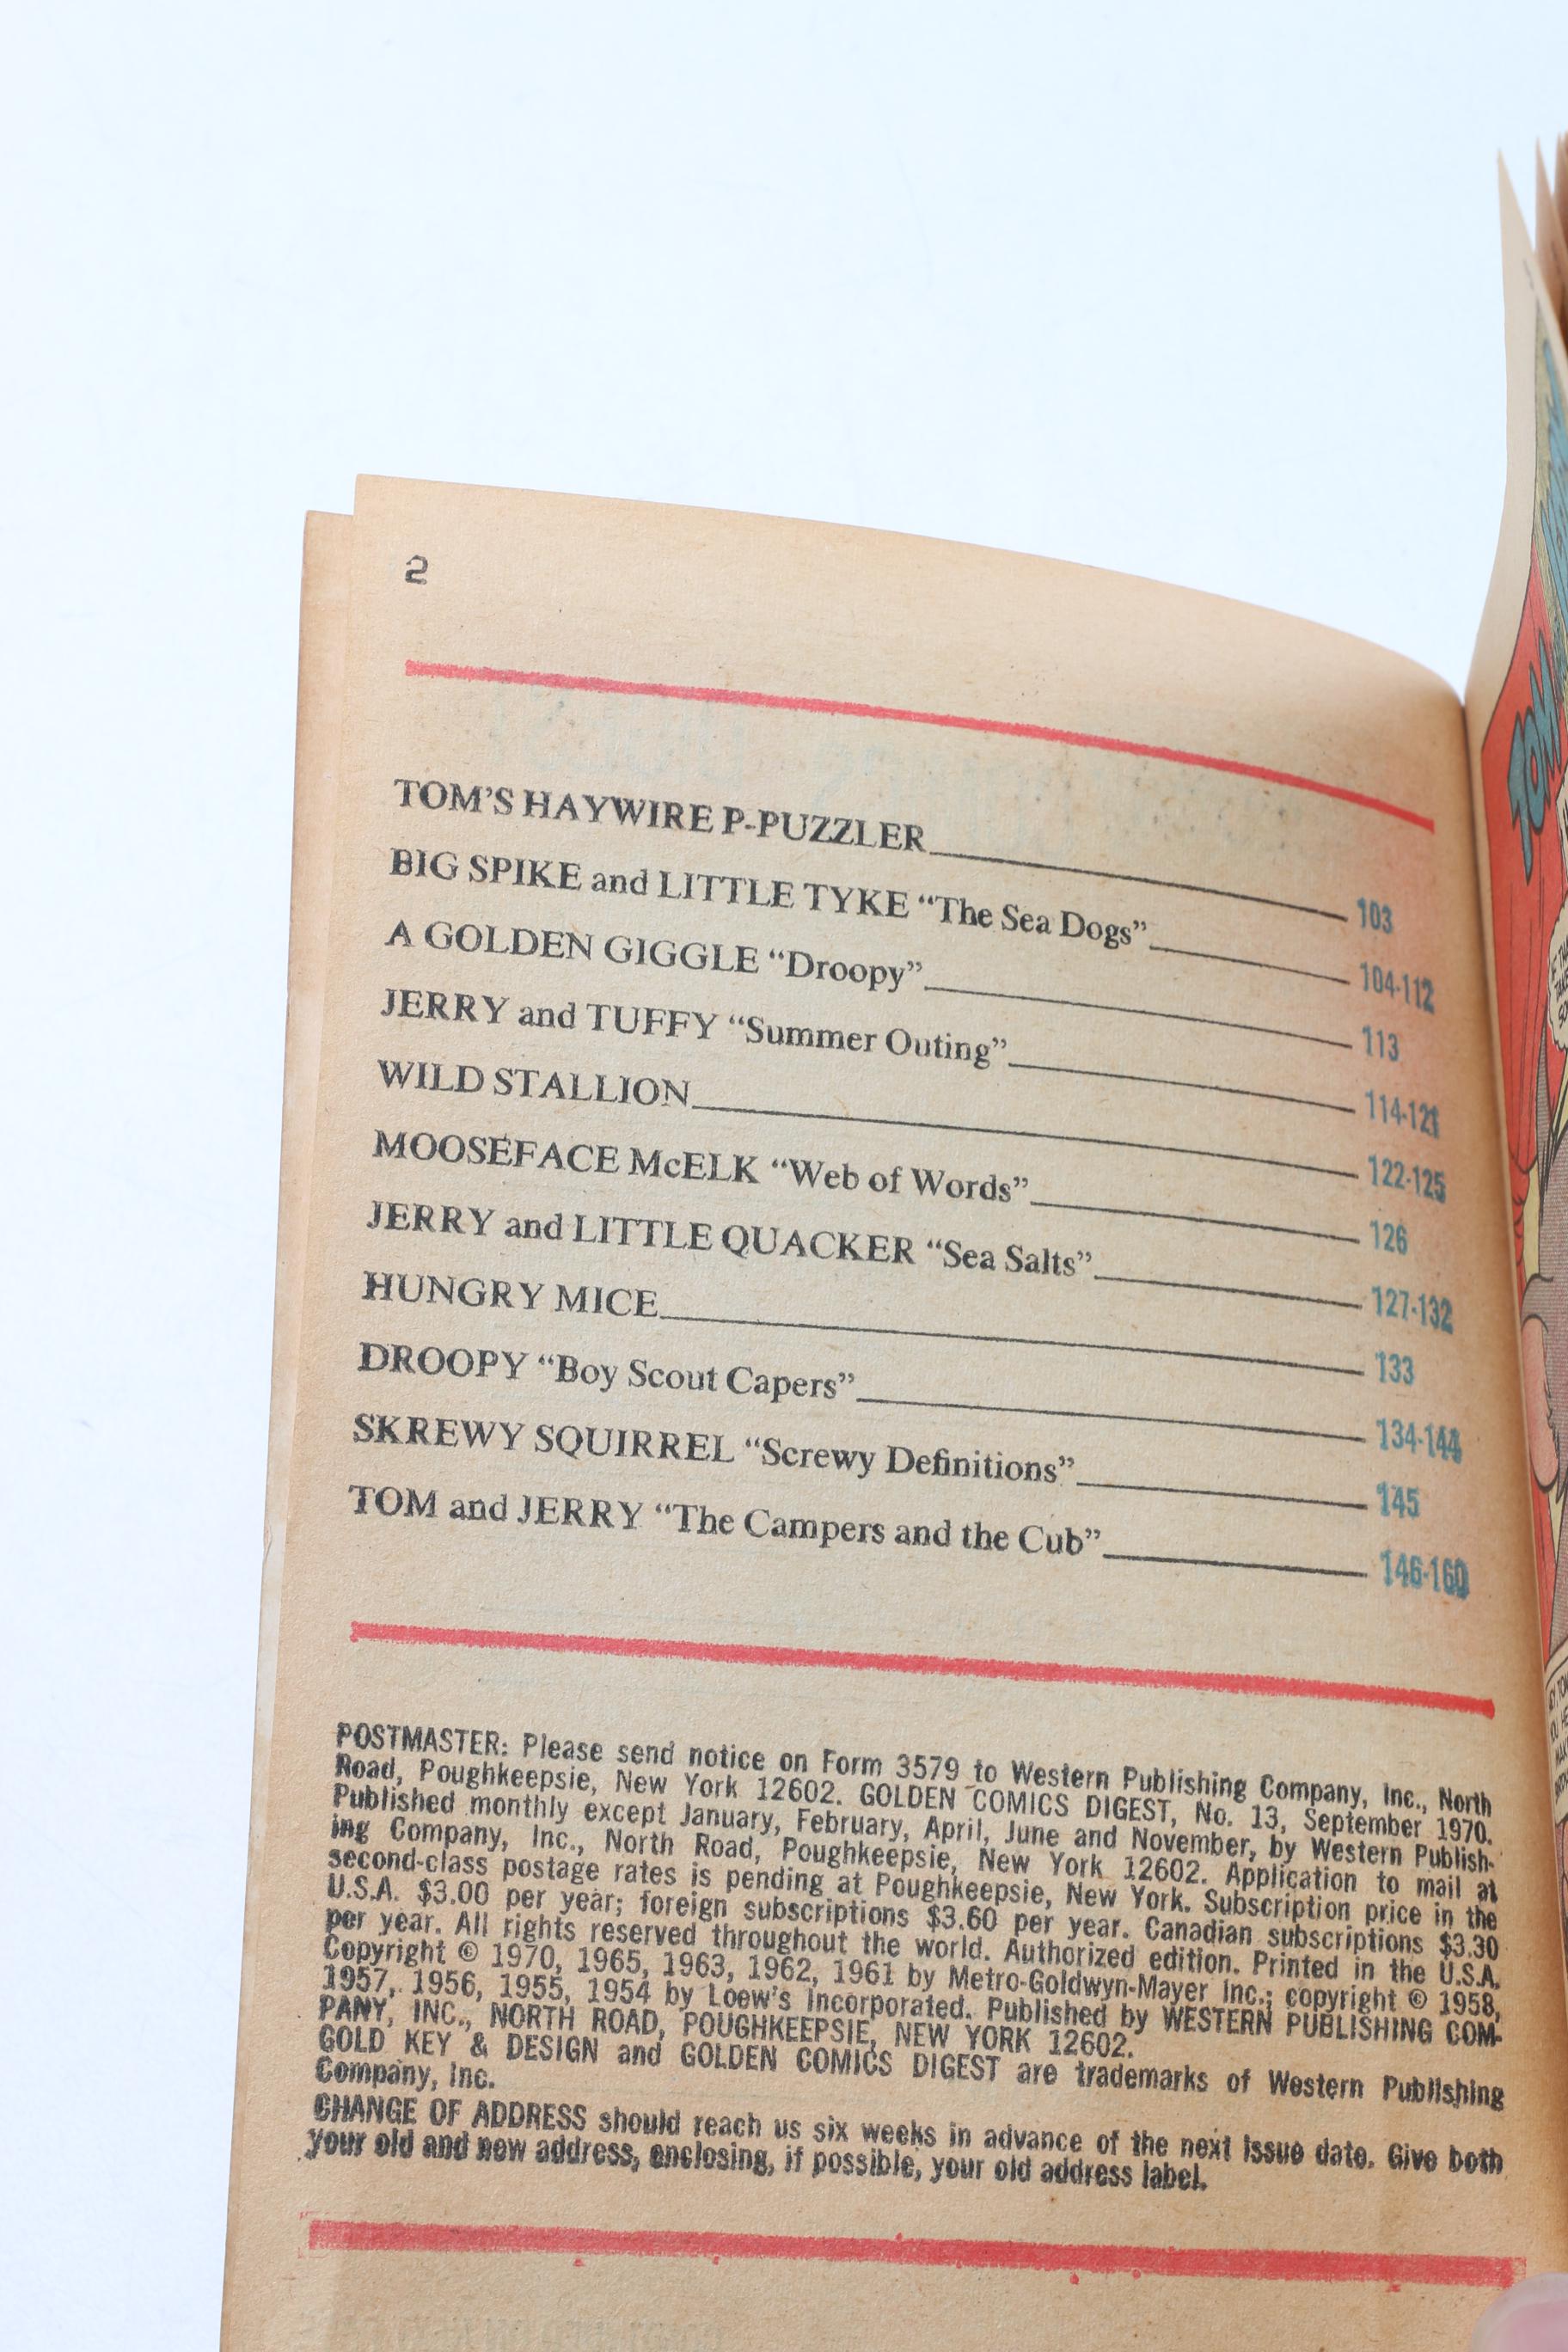 2
TOM'S HAYWIRE P-PUZZLER 103
BIG SPIKE and LITTLE TYKE “The Sea Dogs” 104-112
A GOLDEN GIGGLE “Droopy” 113
JERRY and TUFFY “Summer Outing” 114-121
WILD STALLION 122-125
MOOSEFACE McELK “Web of Words” 126
JERRY and LITTLE QUACKER “Sea Salts” 127-132
HUNGRY MICE 133
DROOPY “Boy Scout Capers” 134-144
SKREWY SQUIRREL “Screwy Definitions” 145
TOM and JERRY “The Campers and the Cub” 146-160
POSTMASTER: Please send notice on Form 3579 to Western Publishing Company, Inc., North
Road, Poughkeepsie, New York 12602. GOLDEN COMICS DIGEST, No. 13, September 1970.
Published monthly except January, February, April, June and November, by Western Publish-
ing Company, Inc., North Road, Poughkeepsie, New York 12602. Application to mail at
second-class postage rates is pending at Poughkeepsie, New York. Subscription price in the
U.S.A. $3.00 per year; foreign subscriptions $3.60 per year. Canadian subscriptions $3.30
per year. All rights reserved throughout the world. Authorized edition. Printed in the U.S.A.
Copyright © 1970, 1965, 1963, 1962, 1961 by Metro-Goldwyn-Mayer Inc.; copyright © 1958,
1957, 1956, 1955, 1954 by Loew's Incorporated. Published by WESTERN PUBLISHING COM-
PANY, INC., NORTH ROAD, POUGHKEEPSIE, NEW YORK 12602.
GOLD KEY & DESIGN and GOLDEN COMICS DIGEST are trademarks of Western Publishing
Company, Inc.
CHANGE OF ADDRESS should reach us six weeks in advance of the next issue date. Give both
your old and new address, enclosing, if possible, your old address label.
TOM